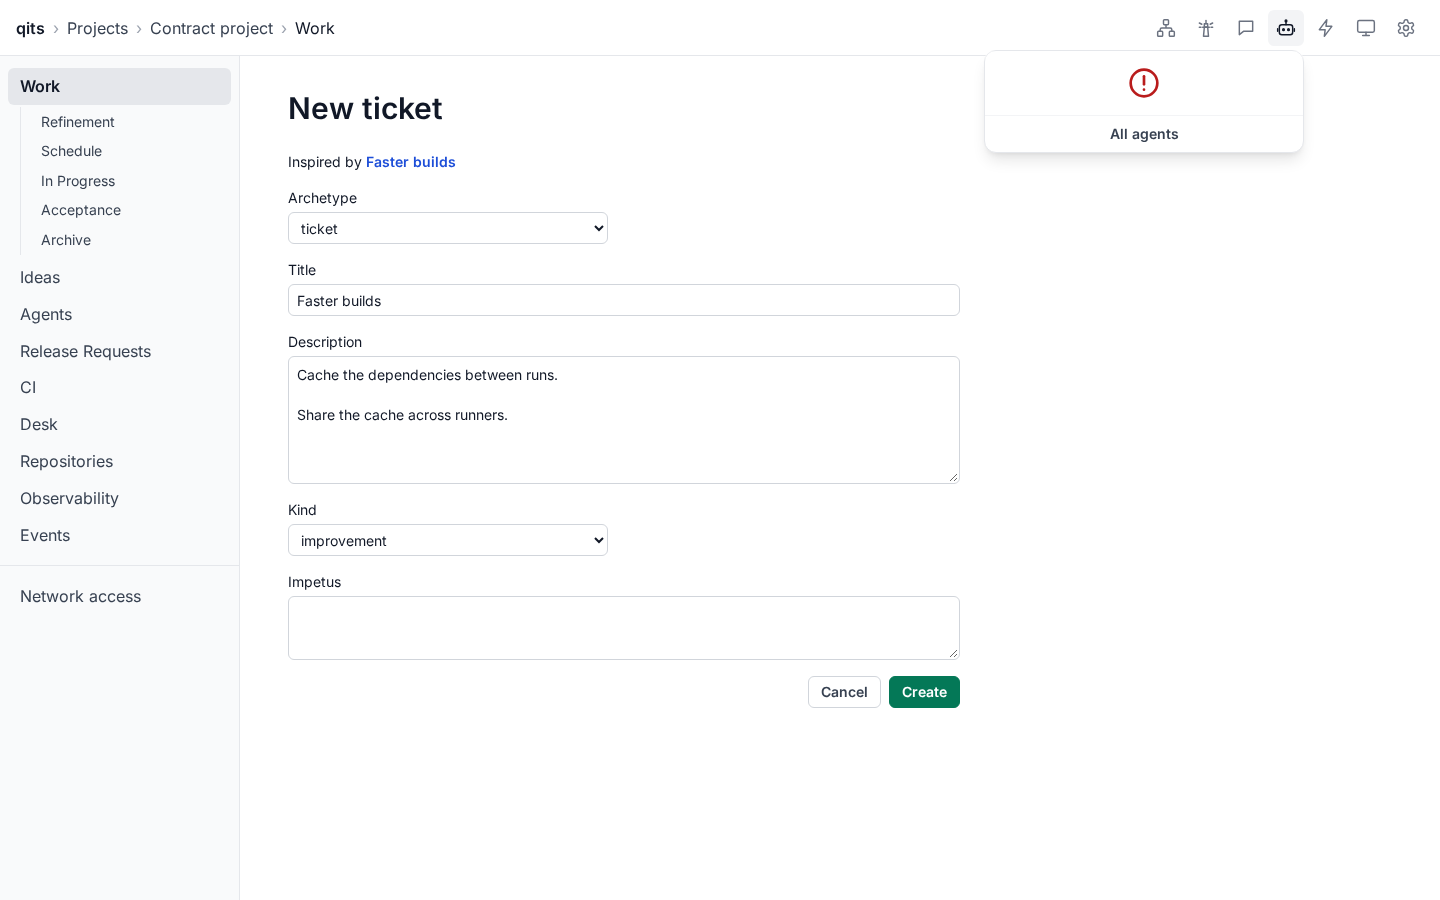 qits › Projects › Contract project › Work
All agents
Work
Refinement
Schedule
In Progress
Acceptance
Archive
Ideas
Agents
Release Requests
CI
Desk
Repositories
Observability
Events
Network access
New ticket
Inspired by Faster builds
Archetype
ticket
Title
Faster builds
Description
Cache the dependencies between runs.
Share the cache across runners.
Kind
improvement
Impetus
Cancel
Create